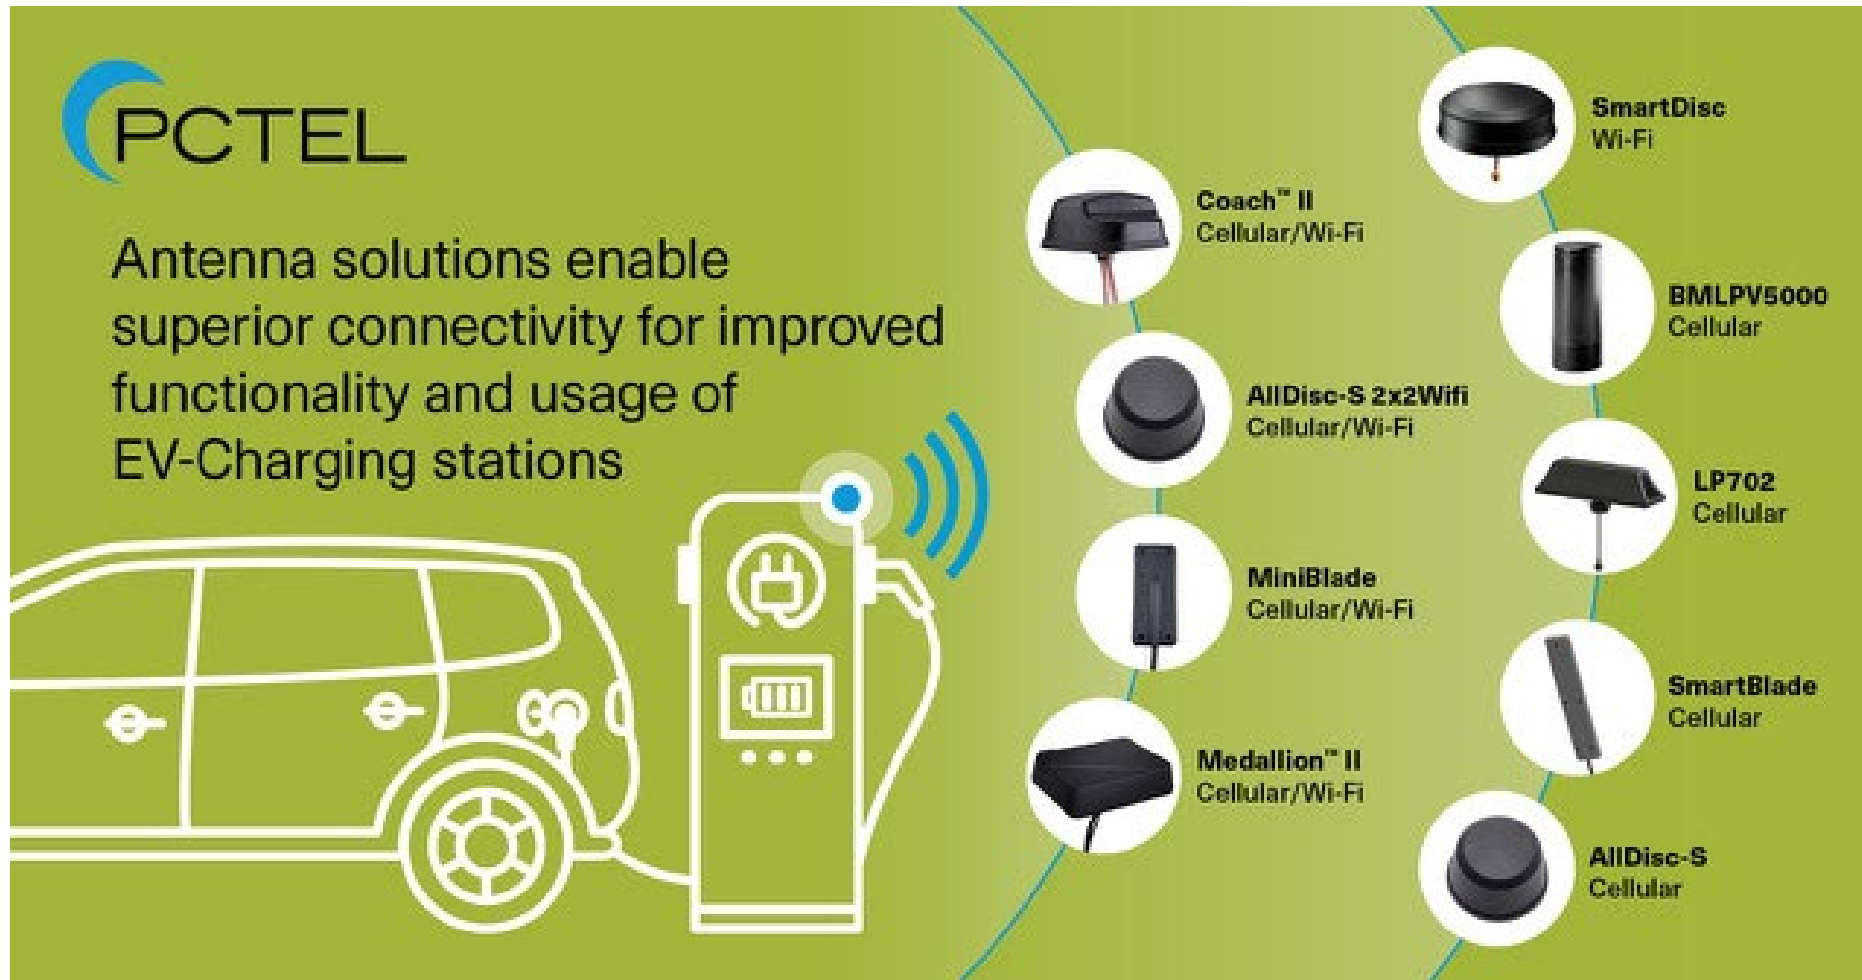 PCTEL
Antenna solutions enable
superior connectivity for improved
functionality and usage of
EV-Charging stations
Coach™ II
Cellular/Wi-Fi
AllDisc-S 2x2Wifi
Cellular/Wi-Fi
MiniBlade
Cellular/Wi-Fi
Medallion™ II
Cellular/Wi-Fi
SmartDisc
Wi-Fi
BMLPV5000
Cellular
LP702
Cellular
SmartBlade
Cellular
AllDisc-S
Cellular